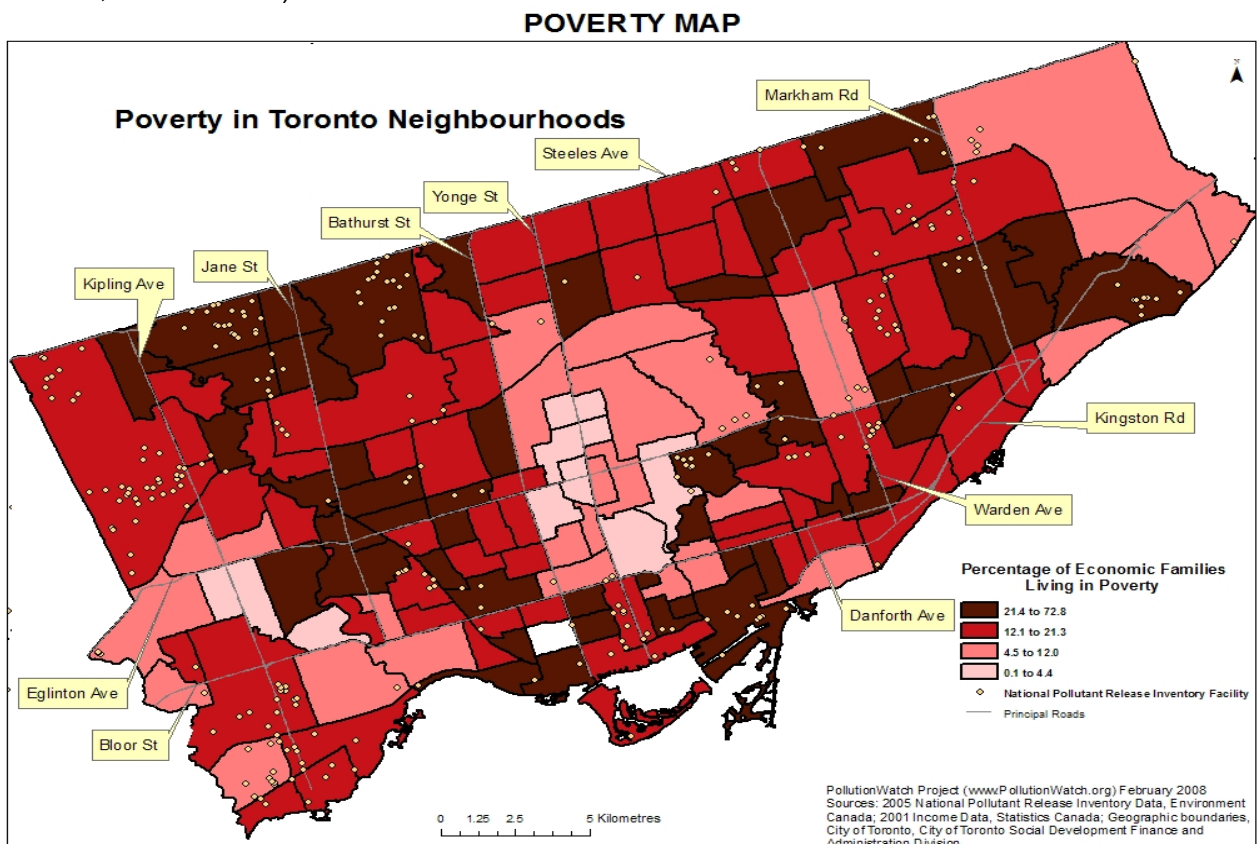 POVERTY MAP
Poverty in Toronto Neighbourhoods
Markham Rd
Steeles Ave
Yonge St
Bathurst St
Jane St
Kipling Ave
Kingston Rd
Warden Ave
Danforth Ave
Eglinton Ave
Bloor St
Percentage of Economic Families
Living in Poverty
21.4 to 72.8
12.1 to 21.3
4.5 to 12.0
0.1 to 4.4
National Pollutant Release Inventory Facility
Principal Roads
0 1.25 2.5 5 Kilometres
PollutionWatch Project (www.PollutionWatch.org) February 2008
Sources: 2005 National Pollutant Release Inventory Data, Environment
Canada; 2001 Income Data, Statistics Canada; Geographic boundaries,
City of Toronto, City of Toronto Social Development Finance and
Administration Division